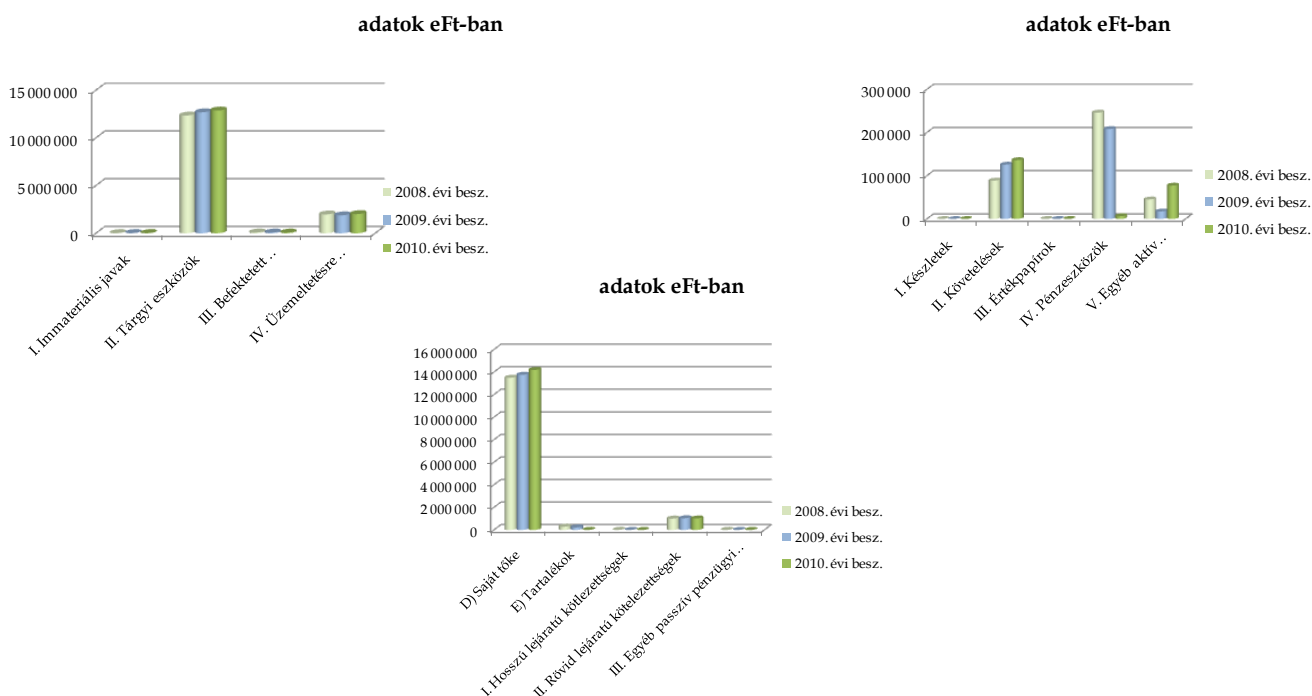 adatok eFt-ban
15 000 000
10 000 000
5 000 000
0
I. Immateriális javak
II. Tárgyi eszközök
III. Befektetett...
IV. Üzemeltetésre...
2008. évi besz.
2009. évi besz.
2010. évi besz.
adatok eFt-ban
300 000
200 000
100 000
0
I. Készletek
II. Követelések
III. Értékpapírok
IV. Pénzeszközök
V. Egyéb aktív...
2008. évi besz.
2009. évi besz.
2010. évi besz.
adatok eFt-ban
16 000 000
14 000 000
12 000 000
10 000 000
8 000 000
6 000 000
4 000 000
2 000 000
0
D) Saját tőke
E) Tartalékok
I. Hosszú lejáratú kötlezettségek
II. Rövid lejáratú kötelezettségek
III. Egyéb passzív pénzügyi...
2008. évi besz.
2009. évi besz.
2010. évi besz.